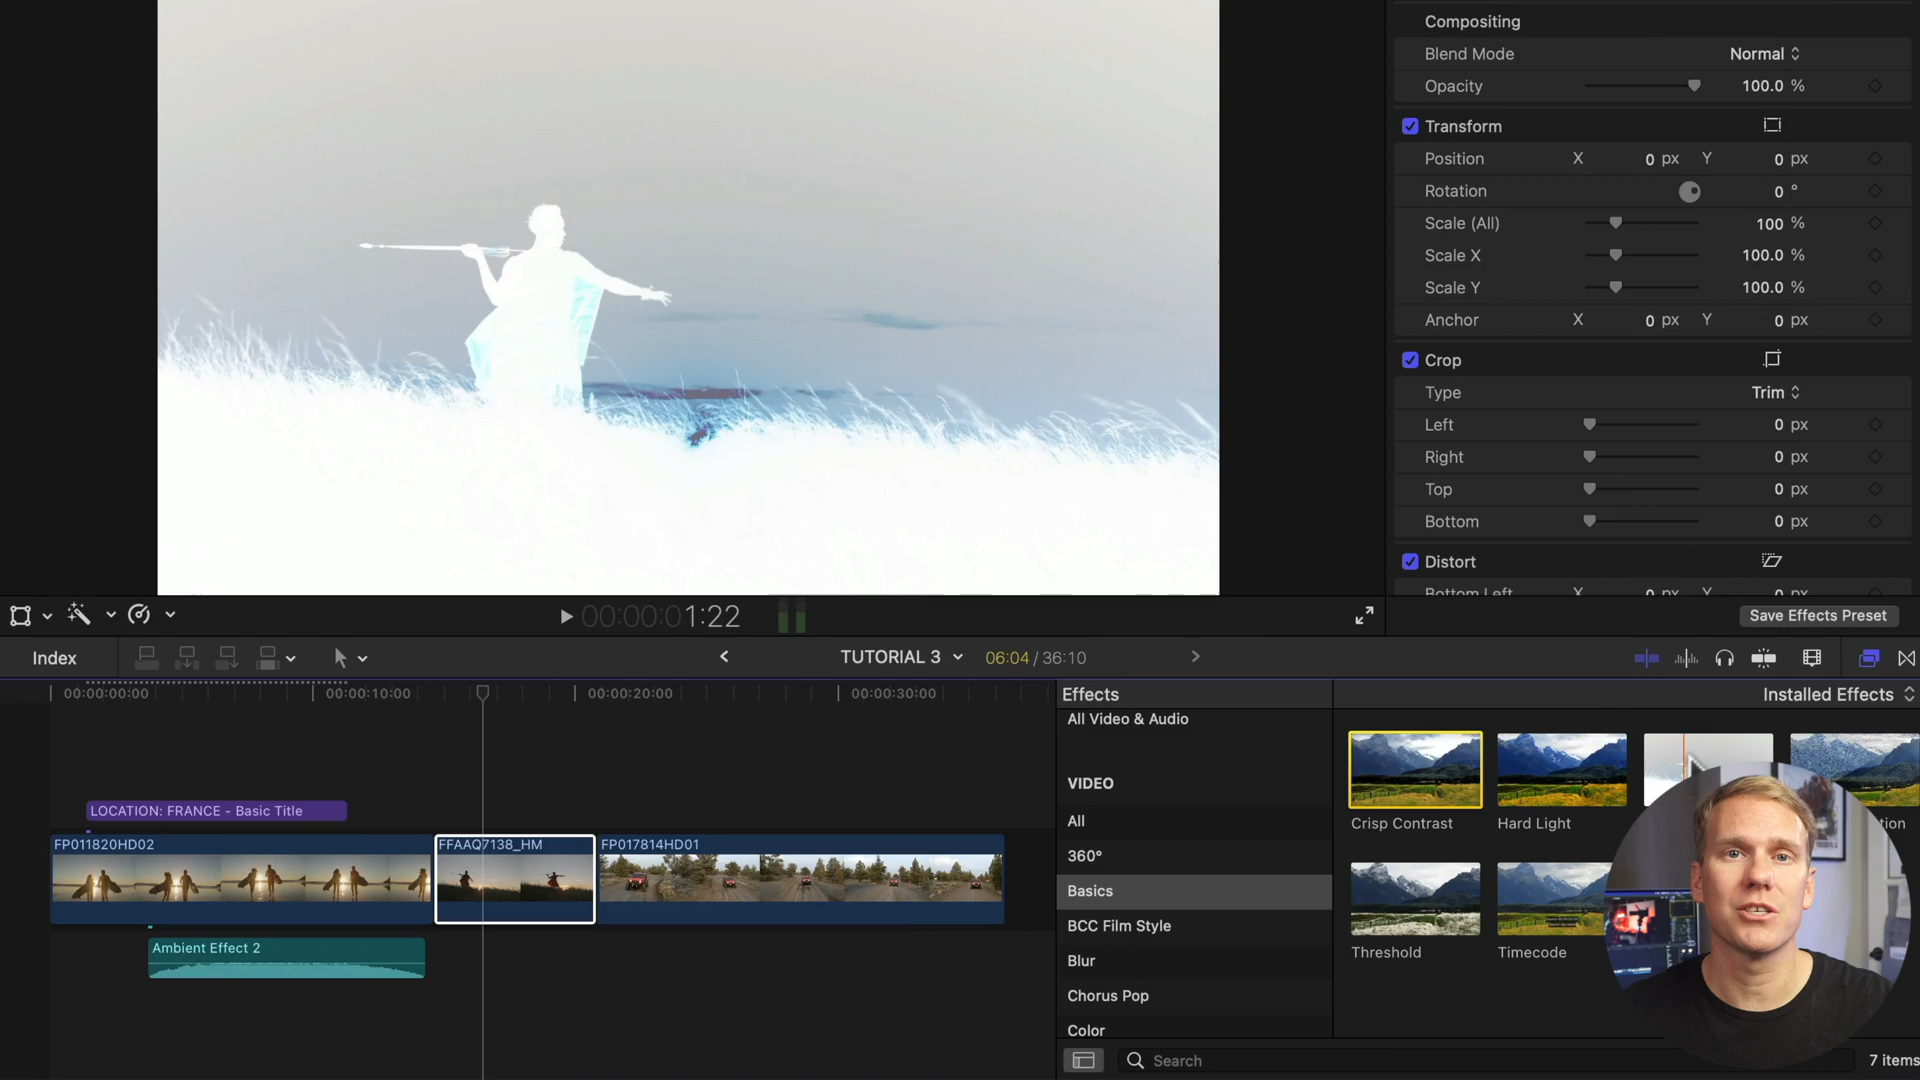 Compositing
Blend Mode Normal
Opacity 100.0 %
Transform
Position X 0 px Y 0 px
Rotation 0 °
Scale (All) 100 %
Scale X 100.0 %
Scale Y 100.0 %
Anchor X 0 px Y 0 px
Crop
Type Trim
Left 0 px
Right 0 px
Top 0 px
Bottom 0 px
Distort
Bottom Left X 0 px Y 0 px
00:00:01:22
Save Effects Preset
Index
TUTORIAL 3
06:04 / 36:10
00:00:00:00
00:00:10:00
00:00:20:00
00:00:30:00
LOCATION: FRANCE - Basic Title
FP011820HD02
FFAAQ7138_HM
FP017814HD01
Ambient Effect 2
Effects
Installed Effects
All Video & Audio
VIDEO
All
360°
Basics
BCC Film Style
Blur
Chorus Pop
Color
Crisp Contrast
Hard Light
Threshold
Timecode
Search
7 items